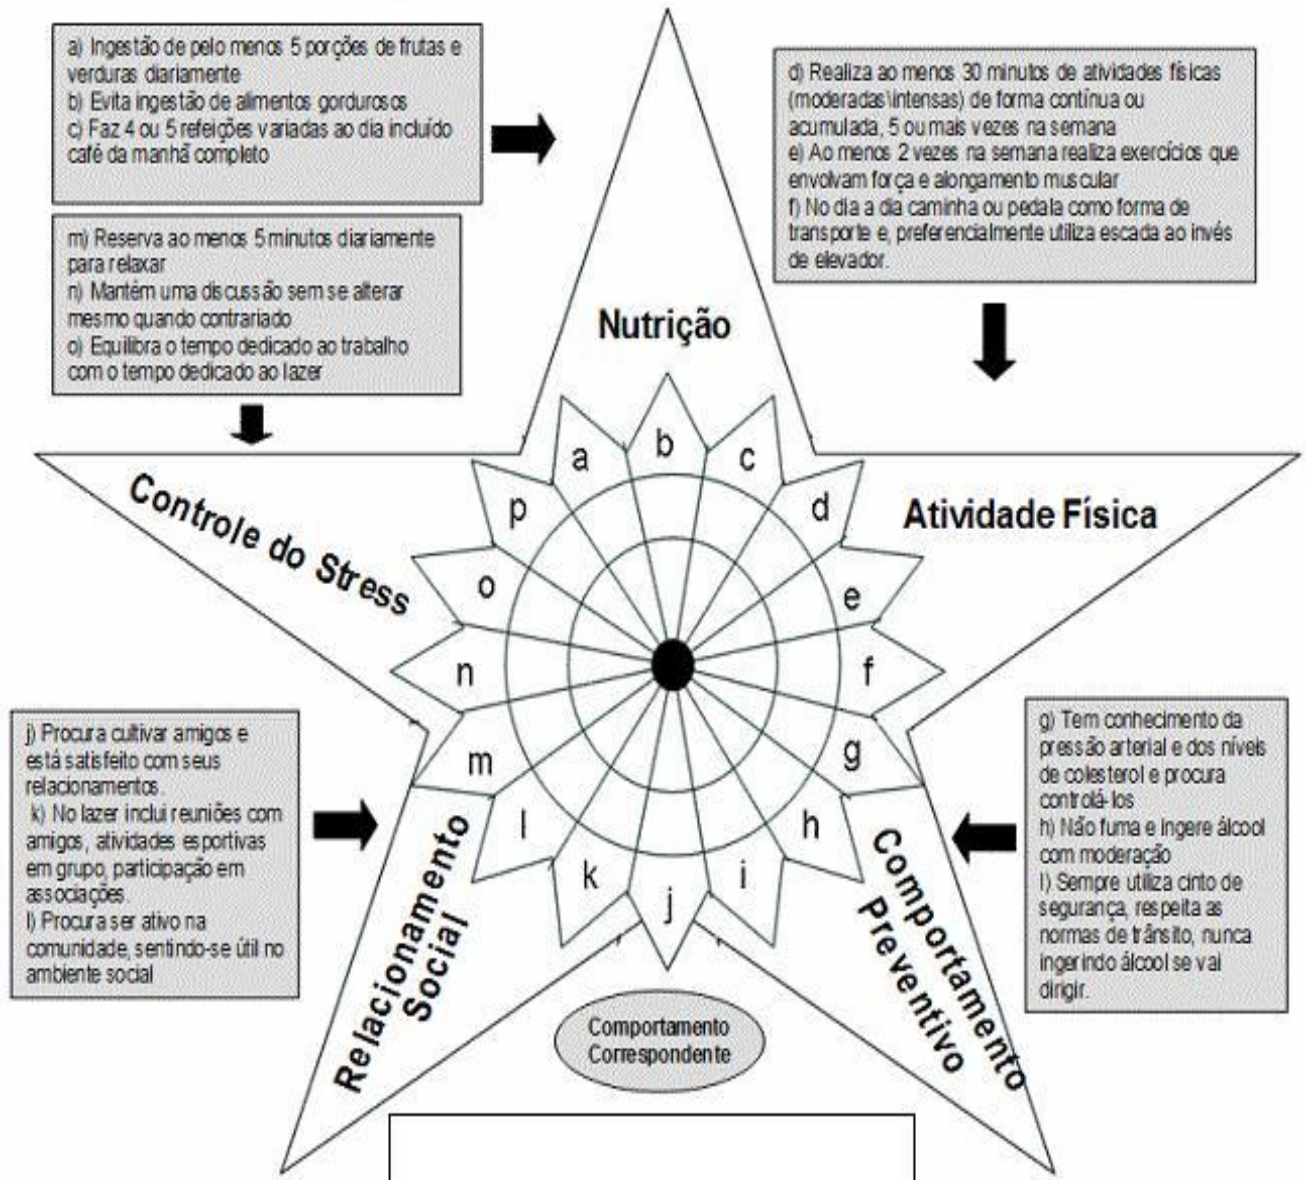 a) Ingestão de pelo menos 5 porções de frutas e
verduras diariamente
b) Evita ingestão de alimentos gordurosos
c) Faz 4 ou 5 refeições variadas ao dia incluído
café da manhã completo
d) Realiza ao menos 30 minutos de atividades físicas
(moderadas\intensas) de forma contínua ou
acumulada, 5 ou mais vezes na semana
e) Ao menos 2 vezes na semana realiza exercícios que
envolvam força e alongamento muscular
f) No dia a dia caminha ou pedala como forma de
transporte e, preferencialmente utiliza escada ao invés
de elevador.
m) Reserva ao menos 5 minutos diariamente
para relaxar
n) Mantém uma discussão sem se alterar
mesmo quando contrariado
o) Equilibra o tempo dedicado ao trabalho
com o tempo dedicado ao lazer
Nutrição
Controle do Stress
Atividade Física
a
b
c
d
e
f
g
h
i
j
k
l
m
n
o
p
j) Procura cultivar amigos e
está satisfeito com seus
relacionamentos.
k) No lazer inclui reuniões com
amigos, atividades esportivas
em grupo, participação em
associações.
l) Procura ser ativo na
comunidade, sentindo-se útil no
ambiente social
g) Tem conhecimento da
pressão arterial e dos níveis
de colesterol e procura
controlá-los
h) Não fuma e ingere álcool
com moderação
I) Sempre utiliza cinto de
segurança, respeita as
normas de trânsito, nunca
ingerindo álcool se vai
dirigir.
Relacionamento
Social
Comportamento
Preventivo
Comportamento
Correspondente